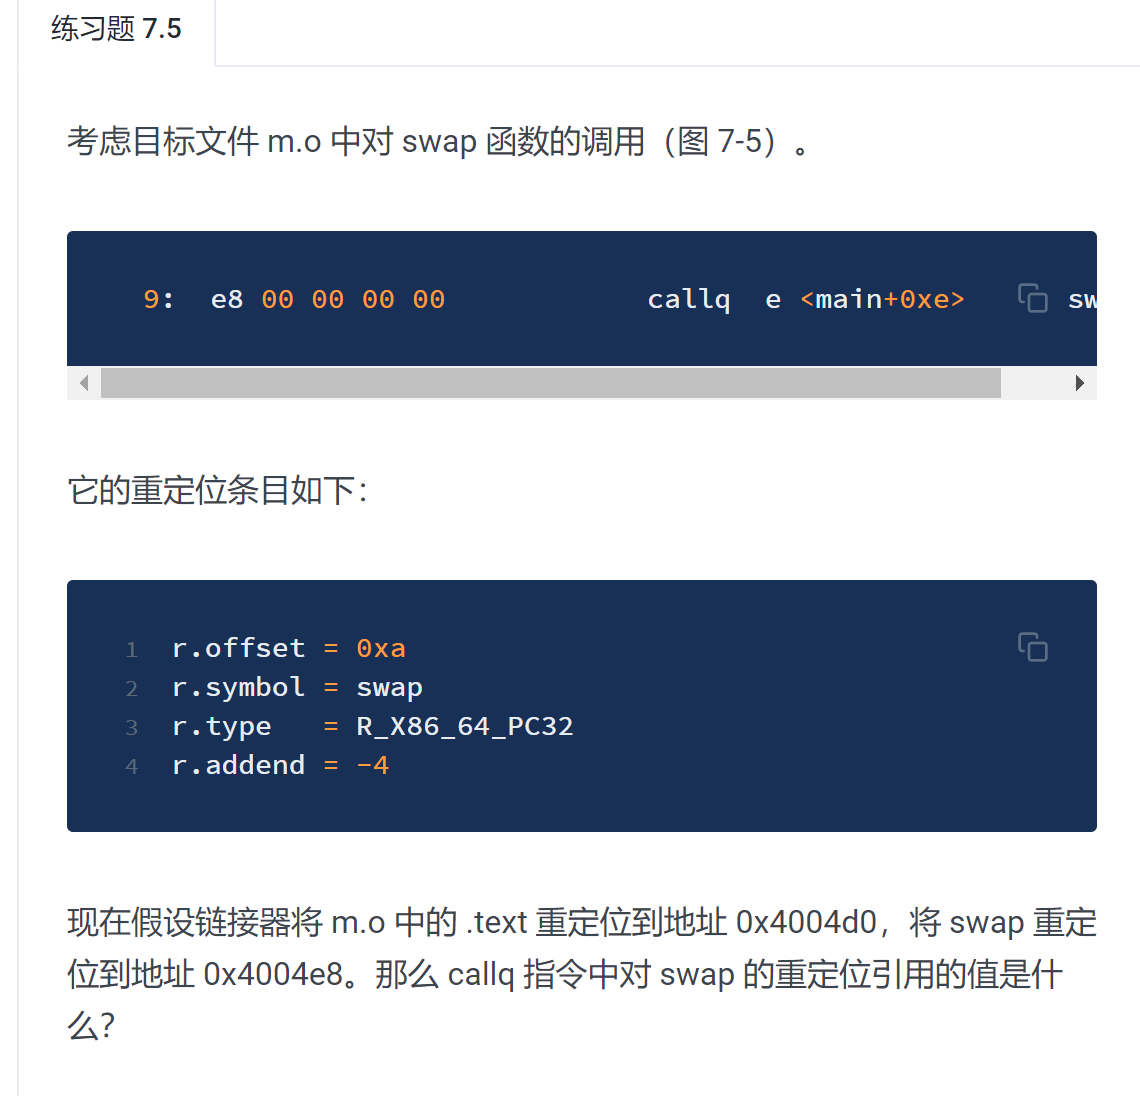 练习题 7.5
考虑目标文件 m.o 中对 swap 函数的调用（图 7-5）。
9:  e8 00 00 00 00            callq  e <main+0xe>      sw
它的重定位条目如下：
1 r.offset = 0xa
2 r.symbol = swap
3 r.type   = R_X86_64_PC32
4 r.addend = -4
现在假设链接器将 m.o 中的 .text 重定位到地址 0x4004d0，将 swap 重定
位到地址 0x4004e8。那么 callq 指令中对 swap 的重定位引用的值是什
么？